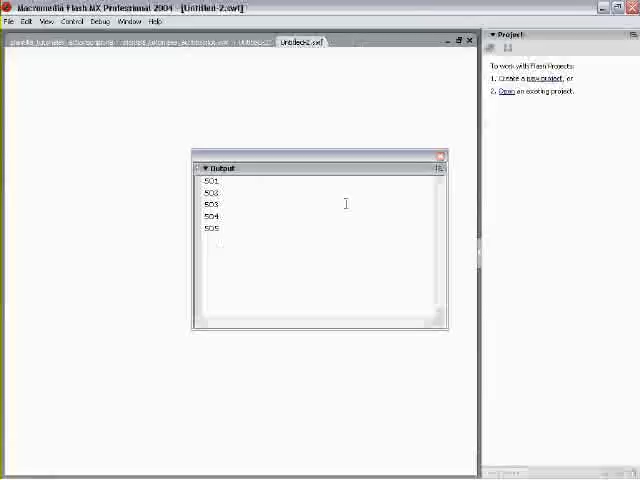 Macromedia Flash MX Professional 2004 - [Untitled-2.swf]
File Edit View Control Debug Window Help
Untitled-2.swf
Project
To work with Flash Projects:
1. Create a new project, or
2. Open an existing project.
Output
501
502
503
504
505